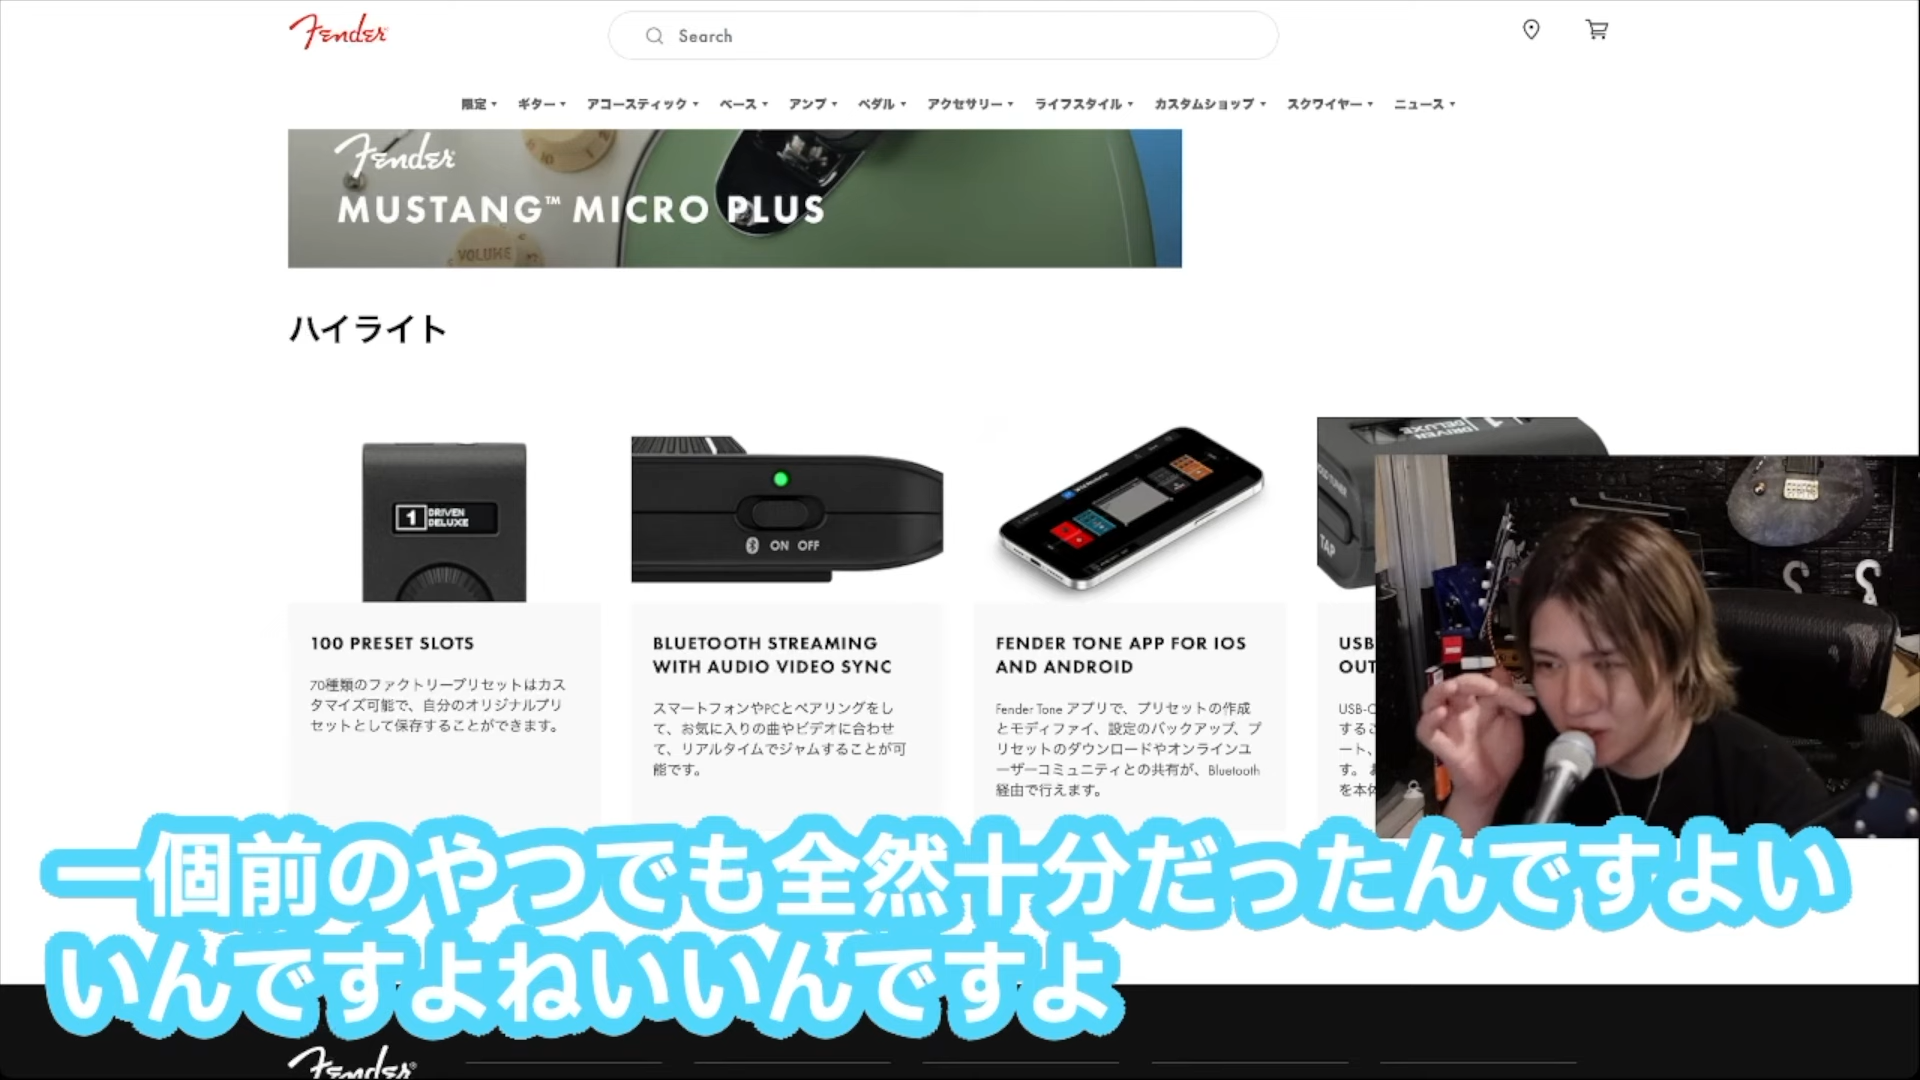 Fender
Search
限定 ギター アコースティック ベース アンプ ペダル アクセサリー ライフスタイル カスタムショップ スクワイヤー ニュース
Fender
MUSTANG™ MICRO PLUS
VOLUME
10
ハイライト
1 DRIVEN
DELUXE
ON OFF
1
DRIVEN
DELUXE
TAP
100 PRESET SLOTS
70種類のファクトリープリセットはカス
タマイズ可能で、自分のオリジナルプリ
セットとして保存することができます。
BLUETOOTH STREAMING
WITH AUDIO VIDEO SYNC
スマートフォンやPCとペアリングをし
て、お気に入りの曲やビデオに合わせ
て、リアルタイムでジャムすることが可
能です。
FENDER TONE APP FOR IOS
AND ANDROID
Fender Tone アプリで、プリセットの作成
とモディファイ、設定のバックアップ、プ
リセットのダウンロードやオンラインユ
ーザーコミュニティとの共有が、Bluetooth
経由で行えます。
USB
OUT
USB-C
する
ート、
す。
を本体
一個前のやつでも全然十分だったんですよい
いんですよねいいんですよ
Fender